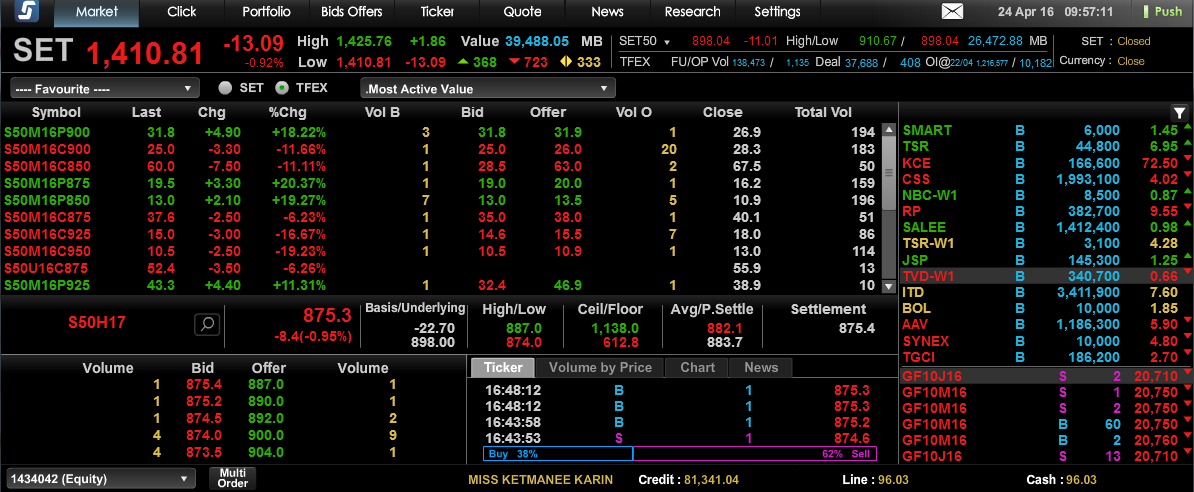 Market Click Portfolio Bids Offers Ticker Quote News Research Settings 24 Apr 16 09:57:11 Push
SET 1,410.81 -13.09 -0.92%
High 1,425.76 +1.86 Value 39,488.05 MB
Low 1,410.81 -13.09 368 723 333
SET50 898.04 -11.01 High/Low 910.67 / 898.04 26,472.88 MB SET : Closed
TFEX FU/OP Vol 138,473 / 1,135 Deal 37,688 / 408 OI@22/04 1,216,577 / 10,182 Currency : Close
---- Favourite ---- SET TFEX .Most Active Value
Symbol Last Chg %Chg Vol B Bid Offer Vol O Close Total Vol
S50M16P900 31.8 +4.90 +18.22% 3 31.8 31.9 1 26.9 194
S50M16C900 25.0 -3.30 -11.66% 1 25.0 26.0 20 28.3 183
S50M16C850 60.0 -7.50 -11.11% 1 28.5 63.0 2 67.5 50
S50M16P875 19.5 +3.30 +20.37% 1 19.0 20.0 1 16.2 159
S50M16P850 13.0 +2.10 +19.27% 7 13.0 13.5 5 10.9 196
S50M16C875 37.6 -2.50 -6.23% 1 35.0 38.0 1 40.1 51
S50M16C925 15.0 -3.00 -16.67% 1 14.6 15.5 7 18.0 86
S50M16C950 10.5 -2.50 -19.23% 1 10.5 10.9 1 13.0 114
S50U16C875 52.4 -3.50 -6.26% 55.9 13
S50M16P925 43.3 +4.40 +11.31% 1 32.4 46.9 1 38.9 10
SMART B 6,000 1.45
TSR B 44,800 6.95
KCE B 166,600 72.50
CSS B 1,993,100 4.02
NBC-W1 B 8,500 0.87
RP B 382,700 9.55
SALEE B 1,412,400 0.98
TSR-W1 B 3,100 4.28
JSP B 145,300 1.25
TVD-W1 B 340,700 0.66
ITD B 3,411,900 7.60
BOL B 10,000 1.85
AAV B 1,186,300 5.90
SYNEX B 10,000 4.80
TGCI B 186,200 2.70
S50H17 875.3 -8.4(-0.95%)
Basis/Underlying High/Low Ceil/Floor Avg/P.Settle Settlement
-22.70 887.0 1,138.0 882.1 875.4
898.00 874.0 612.8 883.7
Volume Bid Offer Volume
1 875.4 887.0 1
1 875.2 890.0 1
1 874.5 892.0 2
4 874.0 900.0 9
4 873.5 904.0 1
Ticker Volume by Price Chart News
16:48:12 B 1 875.3
16:48:12 B 1 875.3
16:43:58 B 1 875.2
16:43:53 S 1 874.6
Buy 38% 62% Sell
GF10J16 S 2 20,710
GF10M16 S 1 20,750
GF10M16 S 2 20,750
GF10M16 B 60 20,750
GF10M16 B 2 20,760
GF10J16 S 13 20,710
1434042 (Equity) Multi Order MISS KETMANEE KARIN Credit : 81,341.04 Line : 96.03 Cash : 96.03